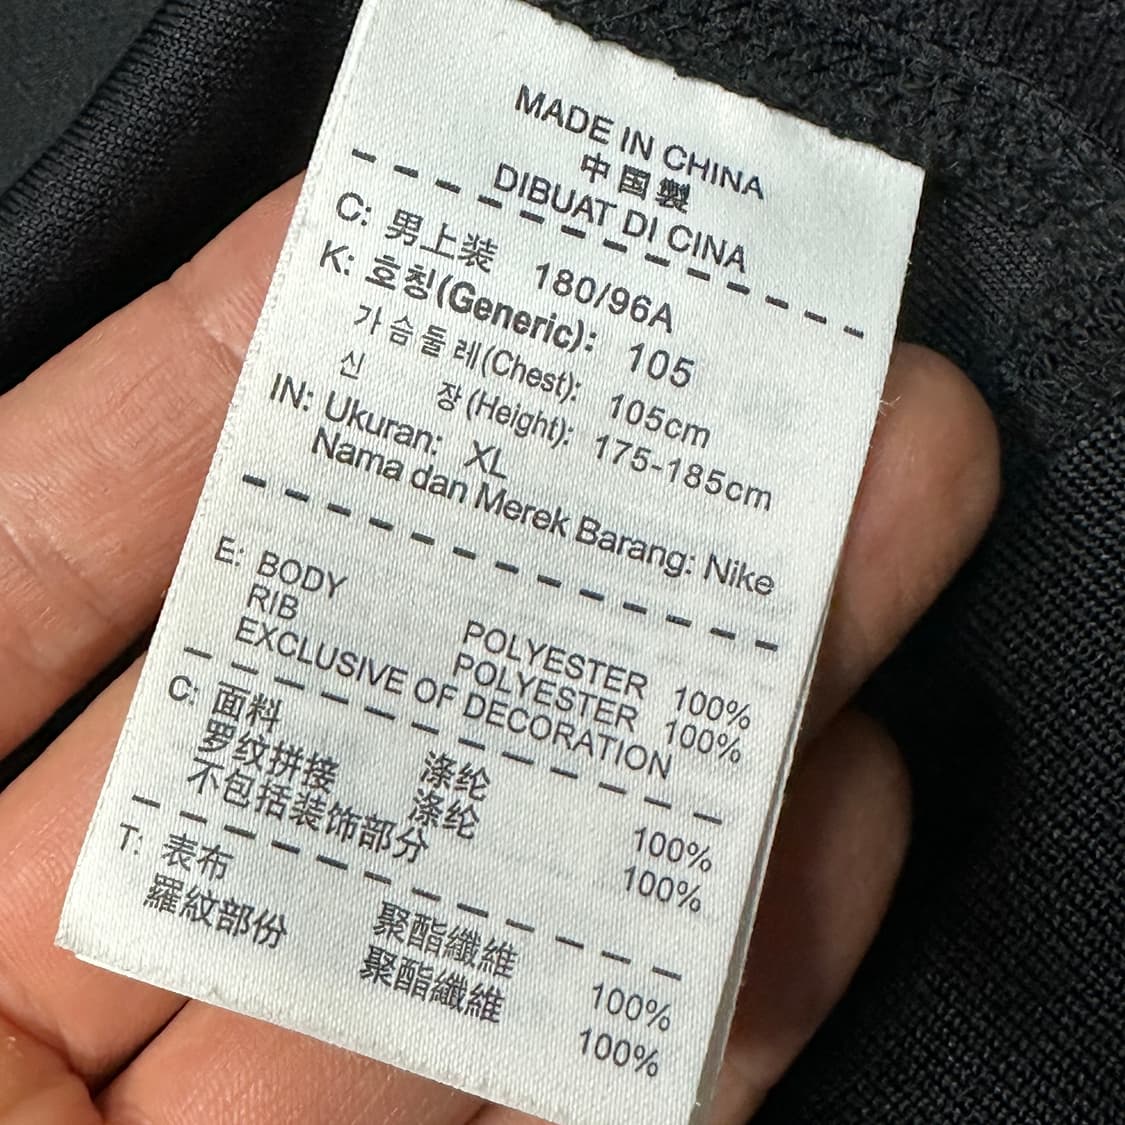 MADE IN CHINA
中国製
DIBUAT DI CINA
C: 男上装 180/96A
K: 호칭(Generic): 105
가슴둘레(Chest): 105cm
신 장(Height): 175-185cm
IN: Ukuran: XL
Nama dan Merek Barang: Nike
E: BODY POLYESTER 100%
RIB POLYESTER 100%
EXCLUSIVE OF DECORATION
C: 面料 涤纶 100%
罗纹拼接 涤纶 100%
不包括装饰部分
T: 表布 聚酯纖維 100%
羅紋部份 聚酯纖維 100%